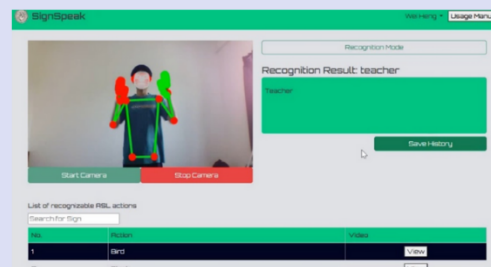 SignSpeak
Wei Heng
Usage Manu
Recognition Mode
Recognition Result: teacher
Teacher
Save History
Start Camera
Stop Camera
List of recognizable ASL actions
Search for Sign
No.
Action
Video
1
Bird
View